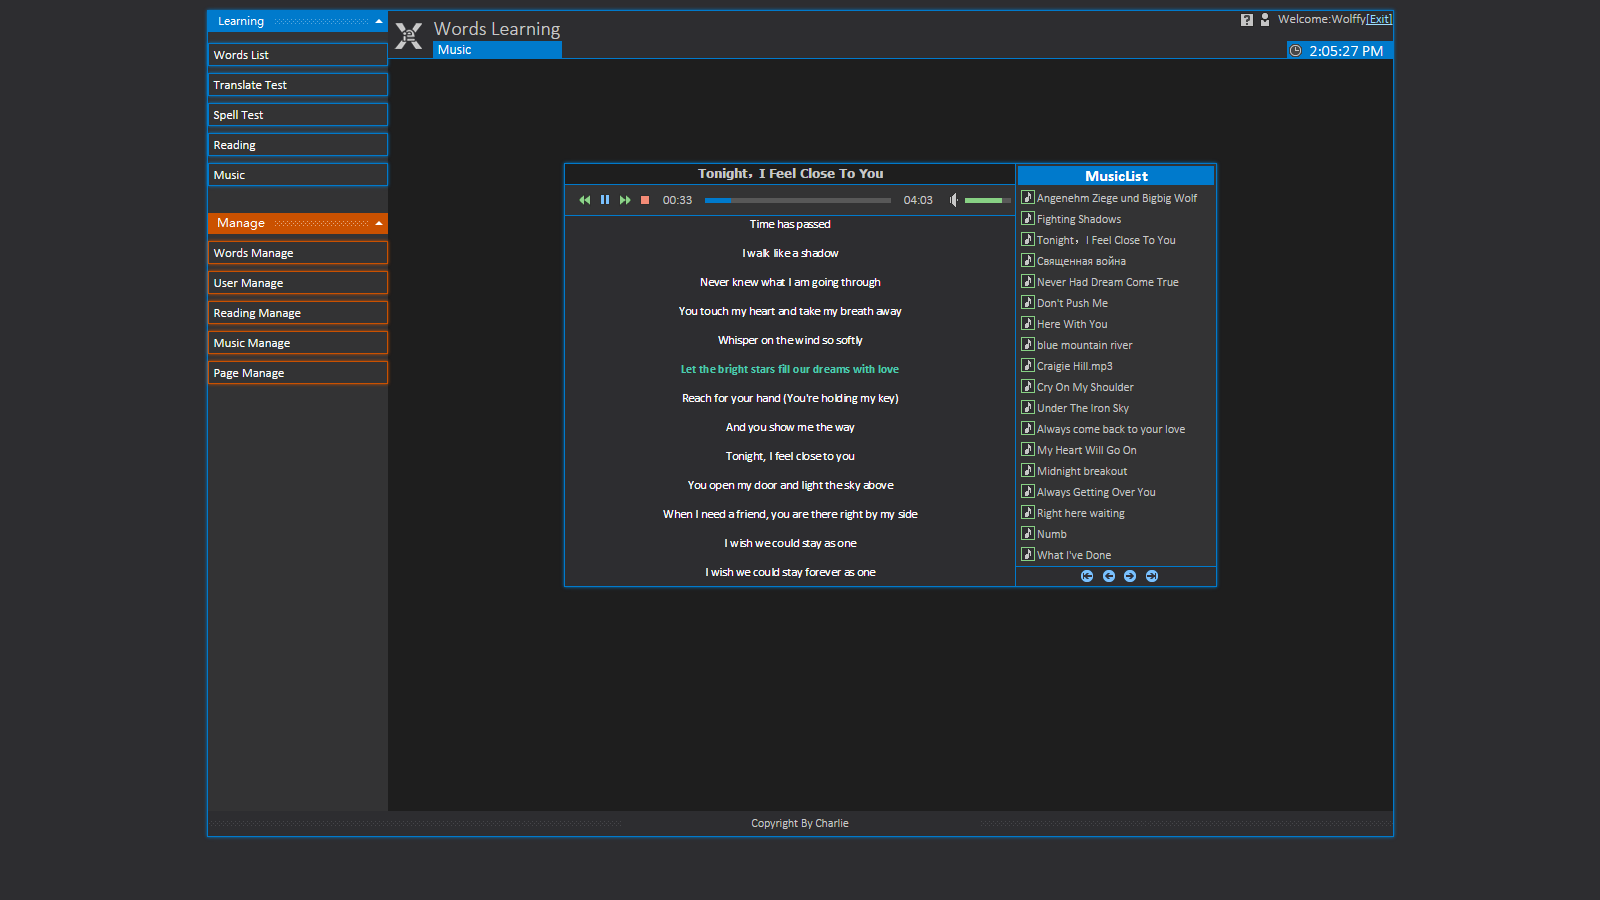 Learning
Words List
Translate Test
Spell Test
Reading
Music
Manage
Words Manage
User Manage
Reading Manage
Music Manage
Page Manage
Words Learning
Music
Welcome:Wolffy[Exit]
2:05:27 PM
Tonight，I Feel Close To You
00:33
04:03
Time has passed
I walk like a shadow
Never knew what I am going through
You touch my heart and take my breath away
Whisper on the wind so softly
Let the bright stars fill our dreams with love
Reach for your hand (You're holding my key)
And you show me the way
Tonight, I feel close to you
You open my door and light the sky above
When I need a friend, you are there right by my side
I wish we could stay as one
I wish we could stay forever as one
MusicList
Angenehm Ziege und Bigbig Wolf
Fighting Shadows
Tonight，I Feel Close To You
Священная война
Never Had Dream Come True
Don't Push Me
Here With You
blue mountain river
Craigie Hill.mp3
Cry On My Shoulder
Under The Iron Sky
Always come back to your love
My Heart Will Go On
Midnight breakout
Always Getting Over You
Right here waiting
Numb
What I've Done
Copyright By Charlie